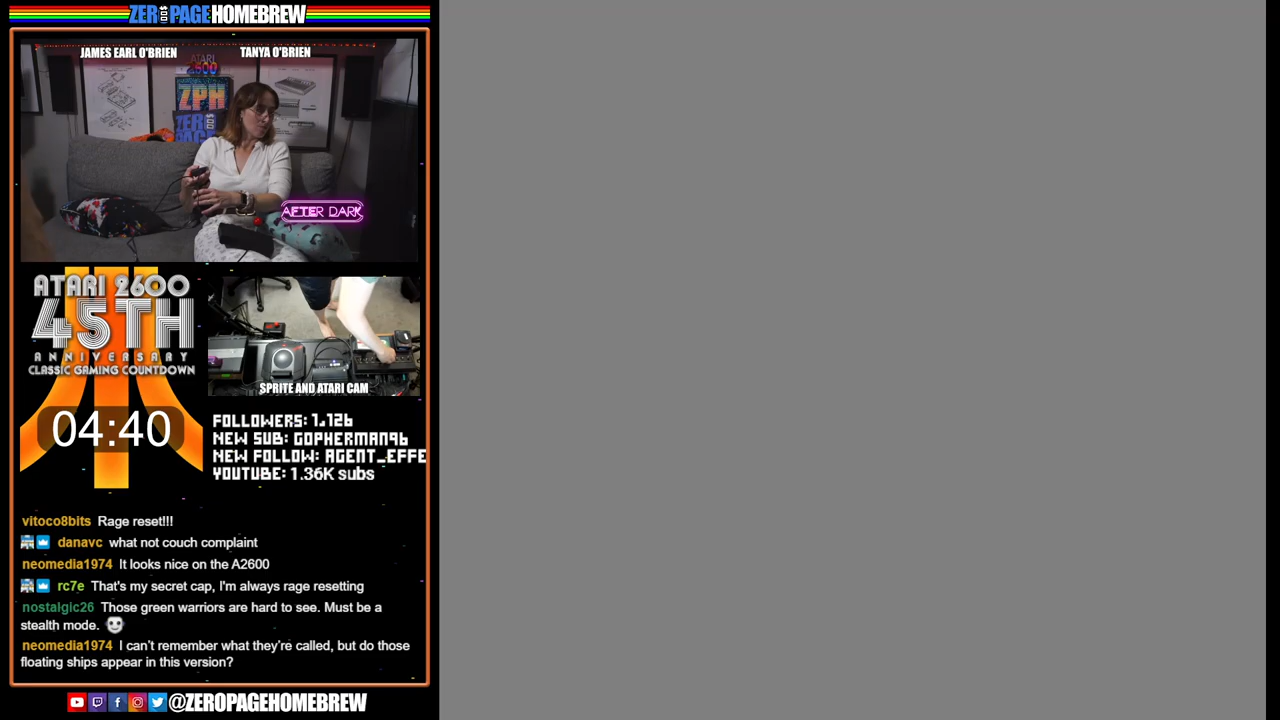 ZER PAGE HOMEBREW
JAMES EARL O'BRIEN
TANYA O'BRIEN
ATARI
2600
ZPH
AFTER DARK
ATARI 2600
45TH
ANNIVERSARY
CLASSIC GAMING COUNTDOWN
04:40
SPRITE AND ATARI CAM
FOLLOWERS: 1,126
NEW SUB: GOPHERMAN96
NEW FOLLOW: AGENT_EFFE
YOUTUBE: 1.36K subs
vitoco8bits Rage reset!!!
danavc what not couch complaint
neomedia1974 It looks nice on the A2600
rc7e That's my secret cap, I'm always rage resetting
nostalgic26 Those green warriors are hard to see. Must be a
stealth mode.
neomedia1974 I can't remember what they're called, but do those
floating ships appear in this version?
@ZEROPAGEHOMEBREW